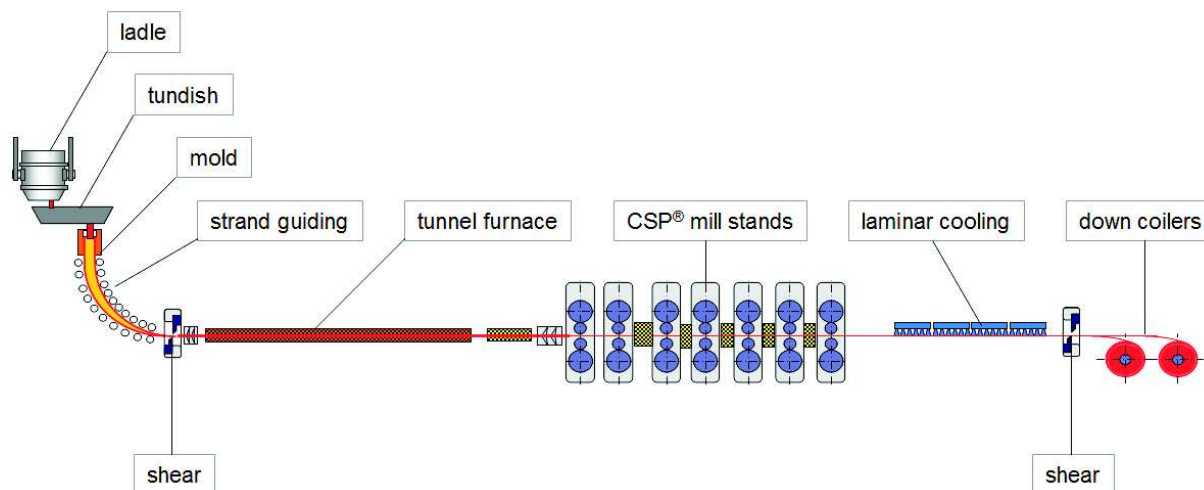 ladle
tundish
mold
strand guiding
tunnel furnace
CSP® mill stands
laminar cooling
down coilers
shear
shear